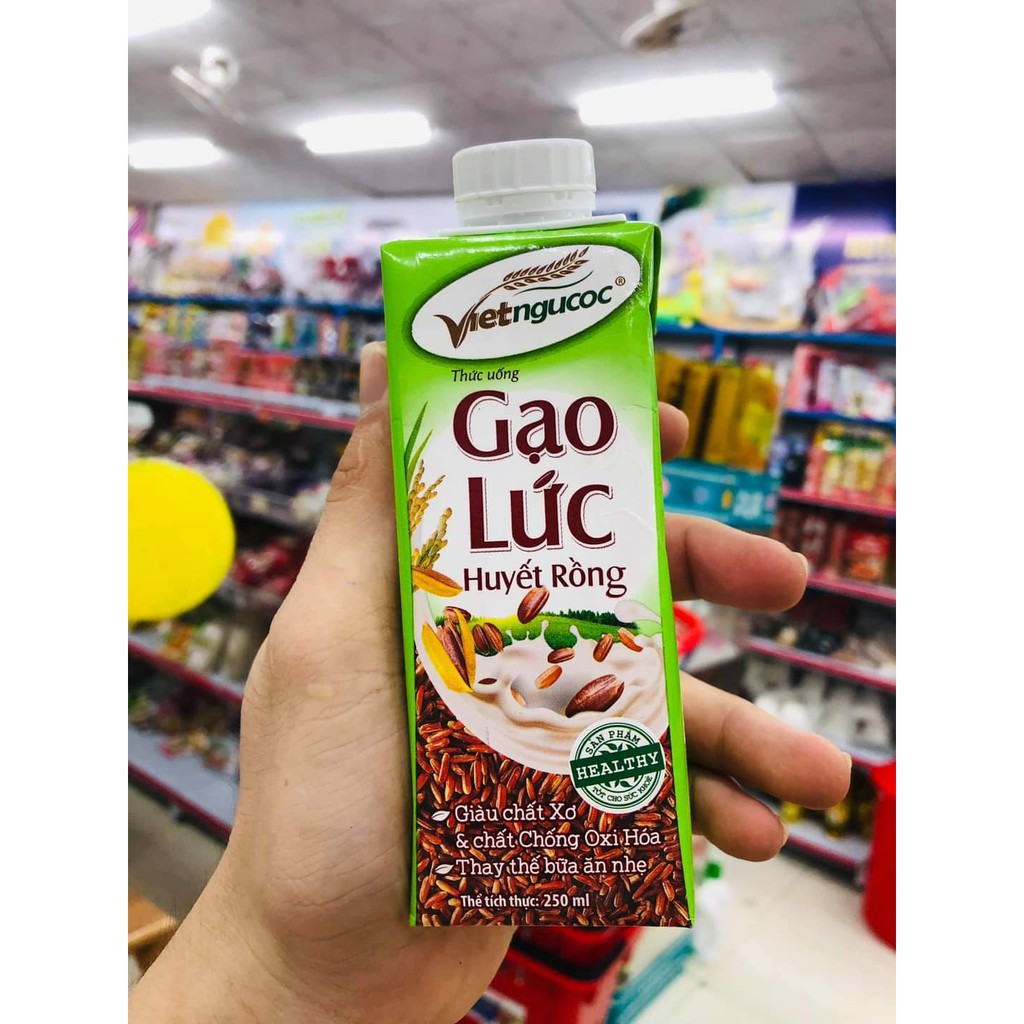 Vietngucoc®
Thức uống
Gạo
Lức
Huyết Rồng
SẢN PHẨM
HEALTHY
TỐT CHO SỨC KHOẺ
Giàu chất Xơ
& chất Chống Oxi Hóa
Thay thế bữa ăn nhẹ
Thể tích thực: 250 ml